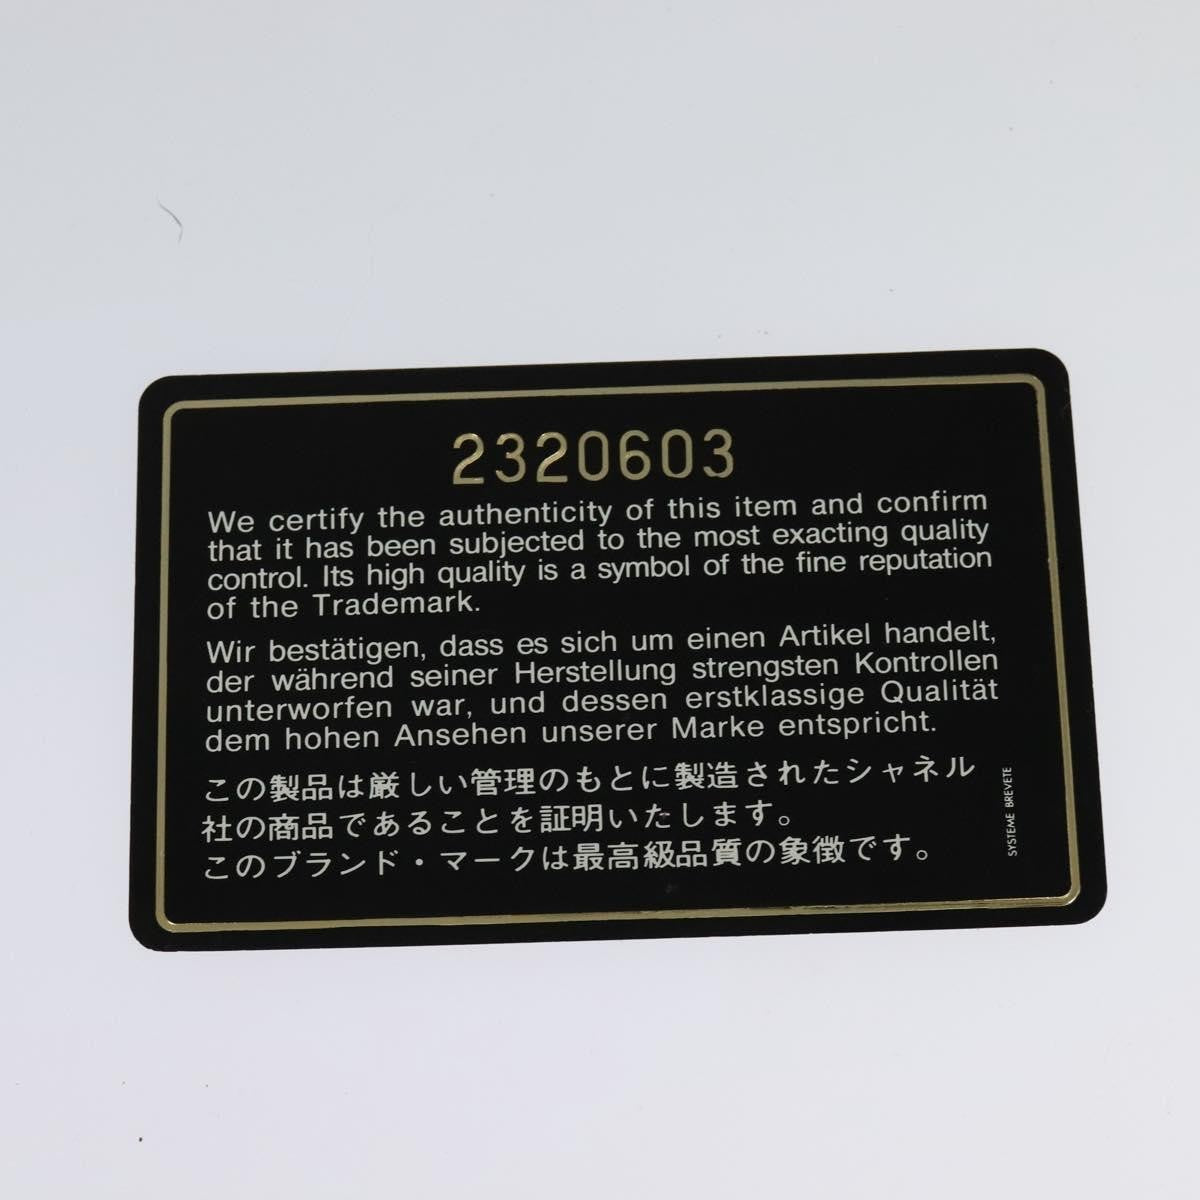 2320603
We certify the authenticity of this item and confirm
that it has been subjected to the most exacting quality
control. Its high quality is a symbol of the fine reputation
of the Trademark.
Wir bestätigen, dass es sich um einen Artikel handelt,
der während seiner Herstellung strengsten Kontrollen
unterworfen war, und dessen erstklassige Qualität
dem hohen Ansehen unserer Marke entspricht.
この製品は厳しい管理のもとに製造されたシャネル
社の商品であることを証明いたします。
このブランド・マークは最高級品質の象徴です。
SYSTEME BREVETE